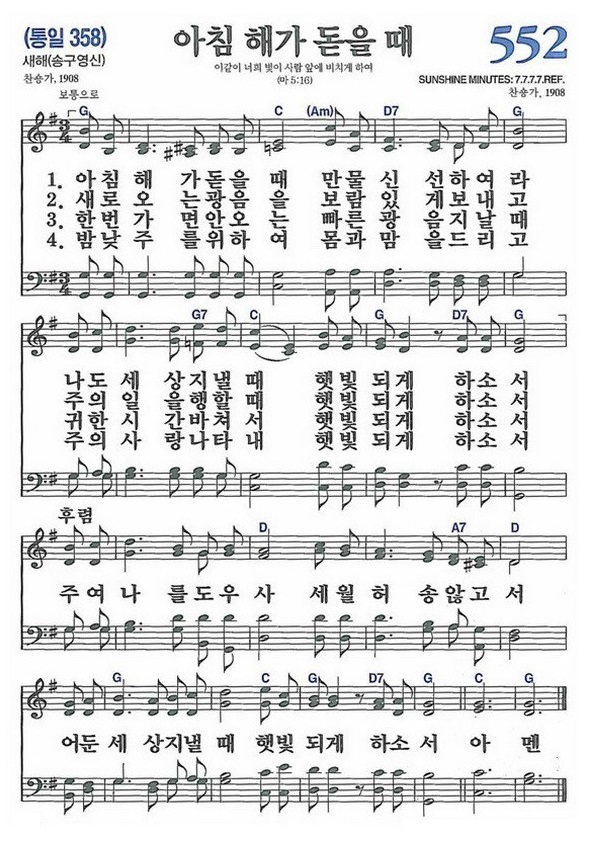 (통일 358) 아침 해가 돋을 때 552
새해(송구영신) 이같이 너희 빛이 사람 앞에 비치게 하여 SUNSHINE MINUTES: 7.7.7.7.REF.
찬송가, 1908 (마 5:16) 찬숭가, 1908
보통으로
G C (Am) D7 G
3 4
1. 아침 해 가돋을 때 만물 신 선하여 라
2. 새로 오 는광음 을 보람 있 게보내 고
3. 한번 가 면안오 는 빠른 광 음지날 때
4. 밤낮 주 를위하 여 몸과 맘 을드리 고
3 4
G7 C G D7 G
나도 세 상지낼 때 햇빛 되게 하소 서
주의 일 을행할 때 햇빛 되게 하소 서
귀한 시 간바쳐 서 햇빛 되게 하소 서
주의 사 랑나타 내 햇빛 되게 하소 서
후렴
D A7 D
주여 나 를도우 사 세월 허 송않고 서
G C G D7 G C G
어둔 세 상지낼 때 햇빛 되게 하소 서 아 멘